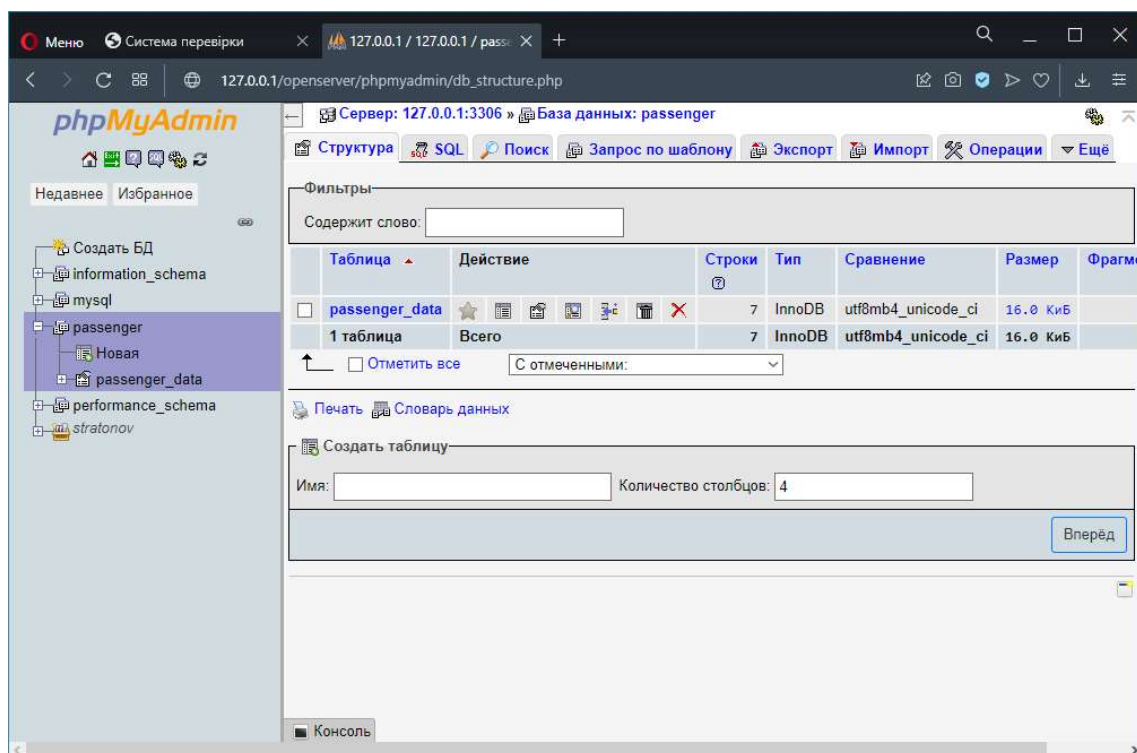 Меню Система перевірки 127.0.0.1 / 127.0.0.1 / passe
127.0.0.1/openserver/phpmyadmin/db_structure.php
phpMyAdmin
Недавнее Избранное
Создать БД
information_schema
mysql
passenger
Новая
passenger_data
performance_schema
stratonov
Сервер: 127.0.0.1:3306 » База данных: passenger
Структура SQL Поиск Запрос по шаблону Экспорт Импорт Операции Ещё
Фильтры
Содержит слово:
Таблица Действие Строки Тип Сравнение Размер Фрагме
passenger_data 7 InnoDB utf8mb4_unicode_ci 16.0 КиБ
1 таблица Всего 7 InnoDB utf8mb4_unicode_ci 16.0 КиБ
Отметить все С отмеченными:
Печать Словарь данных
Создать таблицу
Имя: Количество столбцов: 4
Вперёд
Консоль